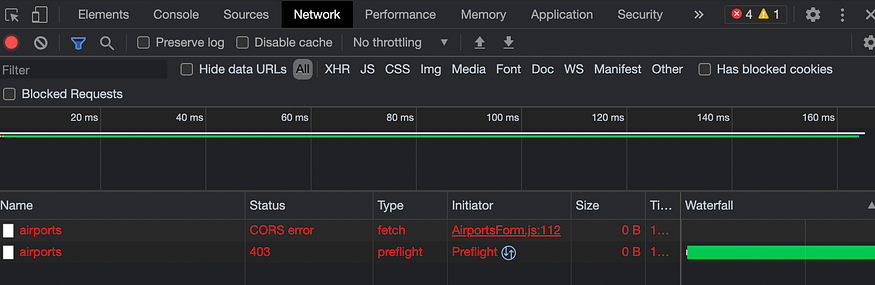 Elements Console Sources Network Performance Memory Application Security » 4 1
Preserve log Disable cache No throttling
Filter Hide data URLs All XHR JS CSS Img Media Font Doc WS Manifest Other Has blocked cookies
Blocked Requests
20 ms 40 ms 60 ms 80 ms 100 ms 120 ms 140 ms 160 ms
Name Status Type Initiator Size Ti... Waterfall
airports CORS error fetch AirportsForm.js:112 0 B 1...
airports 403 preflight Preflight 0 B 1...